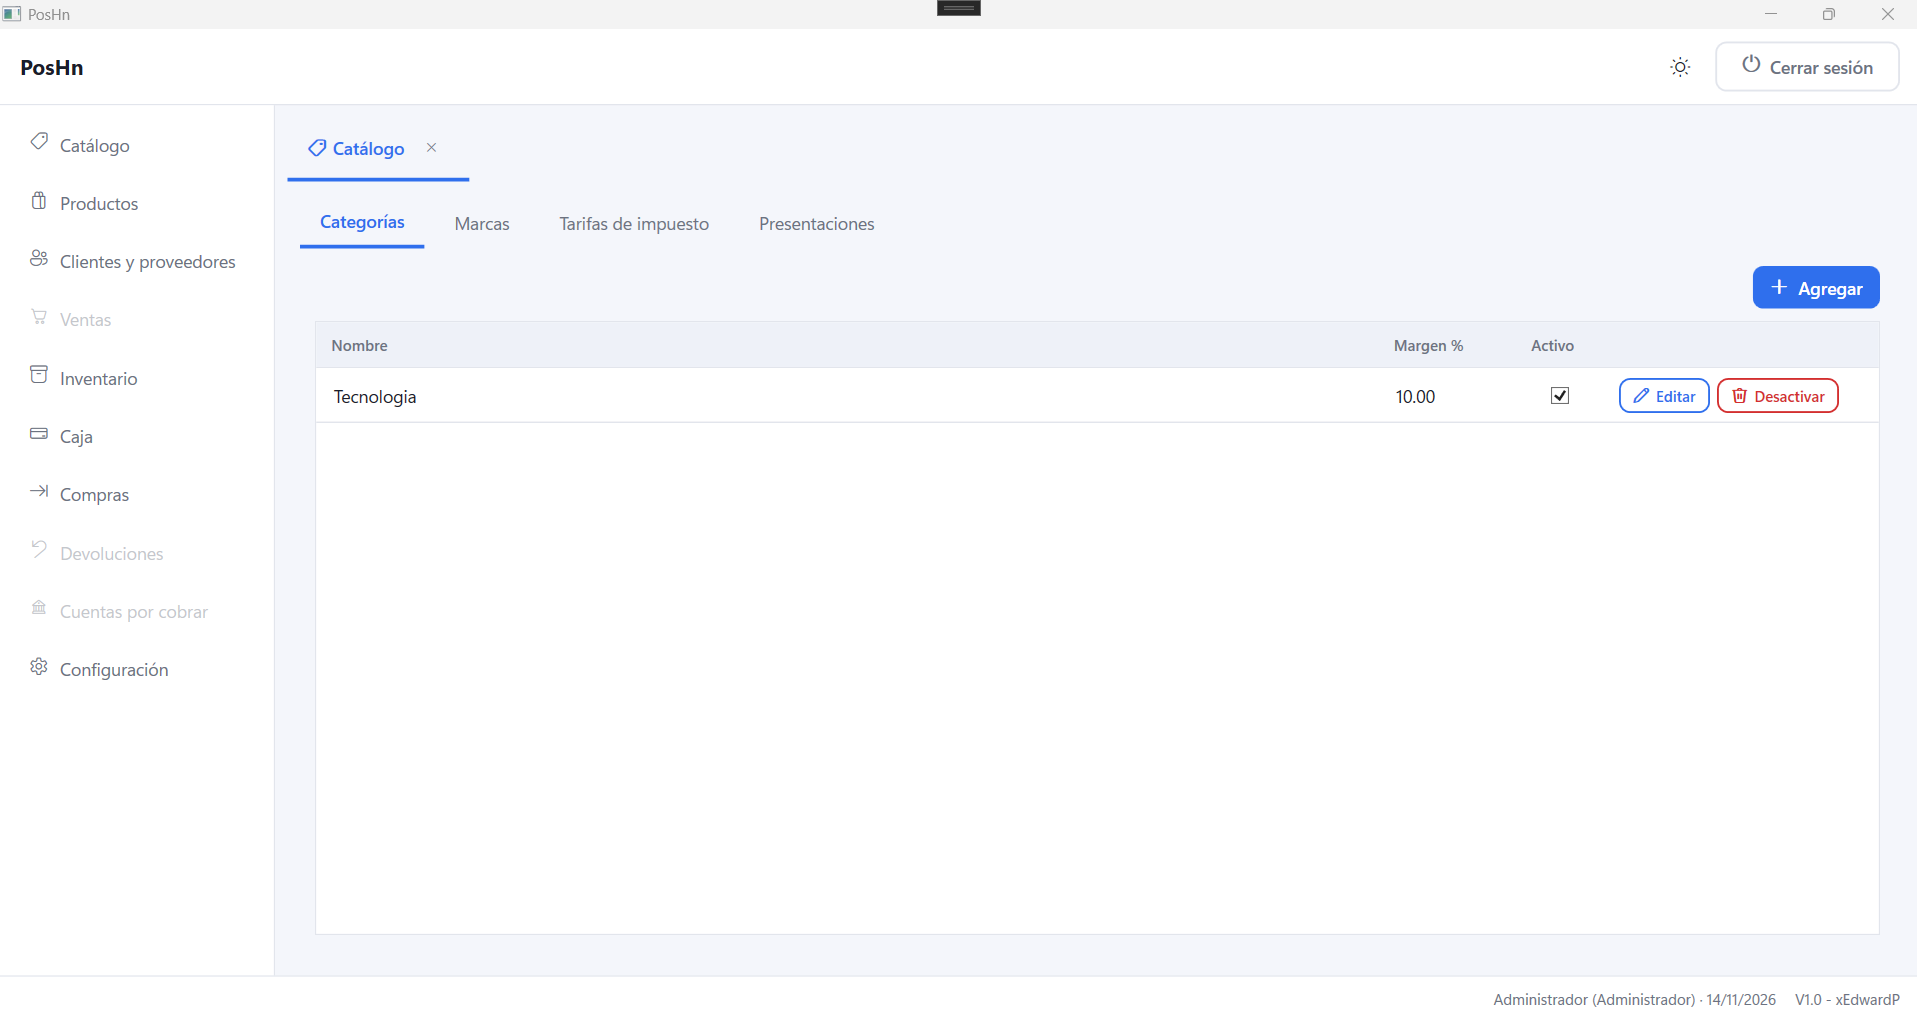 PosHn
PosHn
Cerrar sesión
Catálogo
Productos
Clientes y proveedores
Ventas
Inventario
Caja
Compras
Devoluciones
Cuentas por cobrar
Configuración
Catálogo
Categorías Marcas Tarifas de impuesto Presentaciones
Agregar
Nombre Margen % Activo
Tecnologia 10.00 Editar Desactivar
Administrador (Administrador) · 14/11/2026 V1.0 - xEdwardP